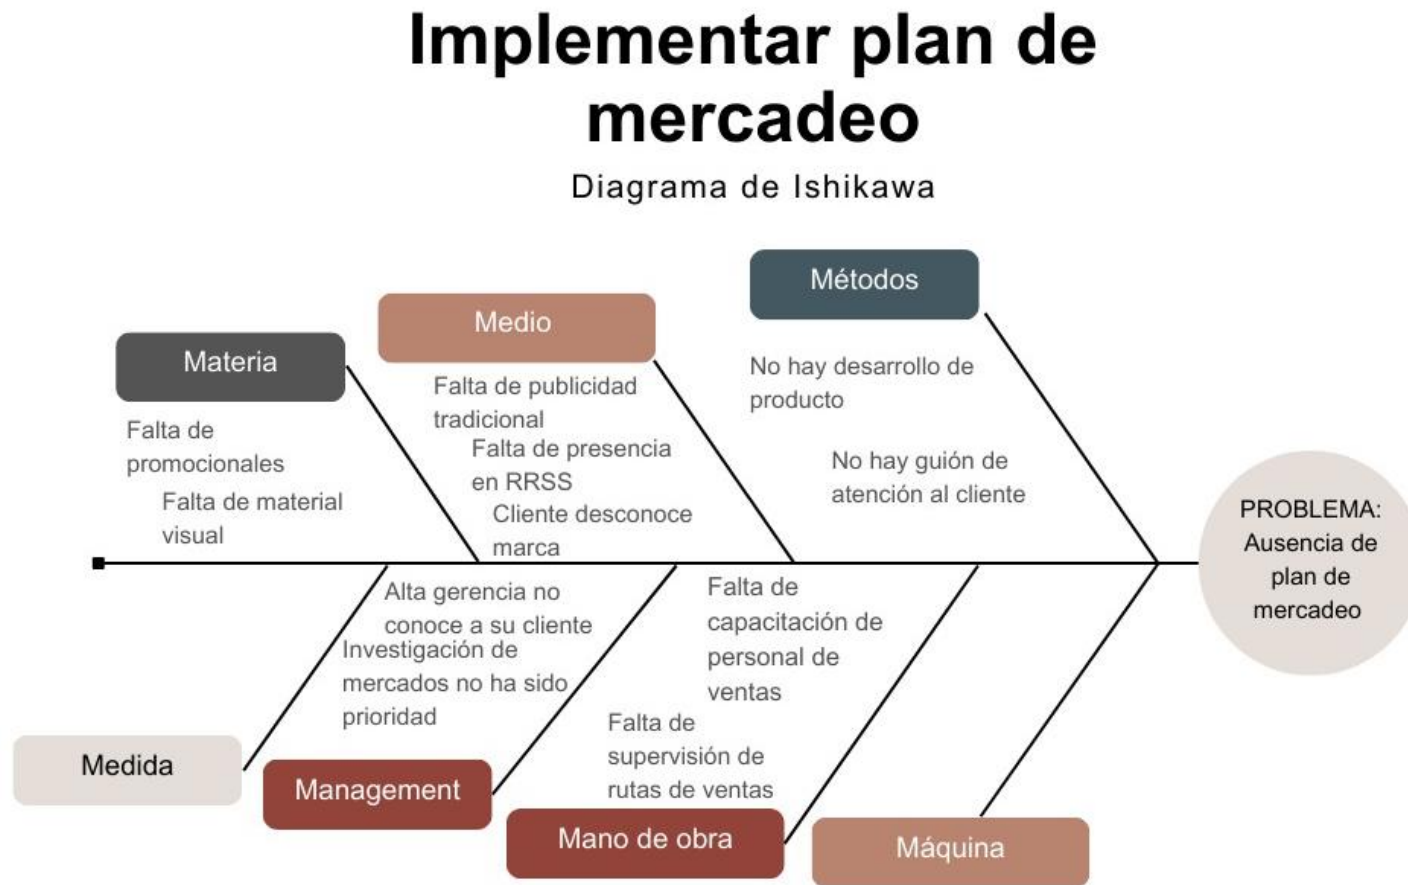 Implementar plan de
mercadeo
Diagrama de Ishikawa
Métodos
Medio
Materia
No hay desarrollo de
producto
Falta de publicidad
tradicional
Falta de
promocionales
Falta de presencia
en RRSS
No hay guión de
atención al cliente
Falta de material
visual
Cliente desconoce
marca
PROBLEMA:
Ausencia de
plan de
mercadeo
Alta gerencia no
conoce a su cliente
Investigación de
mercados no ha sido
prioridad
Falta de
capacitación de
personal de
ventas
Falta de
supervisión de
rutas de ventas
Medida
Management
Mano de obra
Máquina